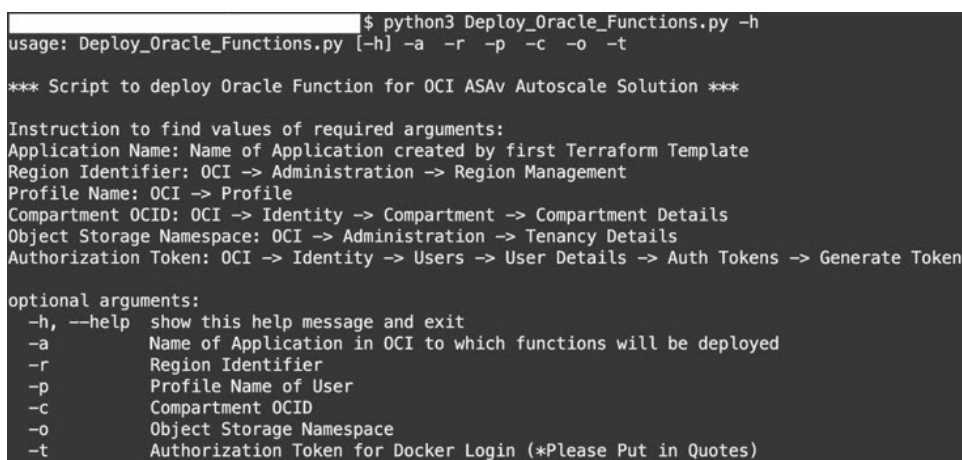 $ python3 Deploy_Oracle_Functions.py -h
usage: Deploy_Oracle_Functions.py [-h] -a -r -p -c -o -t
*** Script to deploy Oracle Function for OCI ASAv Autoscale Solution ***
Instruction to find values of required arguments:
Application Name: Name of Application created by first Terraform Template
Region Identifier: OCI -> Administration -> Region Management
Profile Name: OCI -> Profile
Compartment OCID: OCI -> Identity -> Compartment -> Compartment Details
Object Storage Namespace: OCI -> Administration -> Tenancy Details
Authorization Token: OCI -> Identity -> Users -> User Details -> Auth Tokens -> Generate Token
optional arguments:
-h, --help show this help message and exit
-a Name of Application in OCI to which functions will be deployed
-r Region Identifier
-p Profile Name of User
-c Compartment OCID
-o Object Storage Namespace
-t Authorization Token for Docker Login (*Please Put in Quotes)